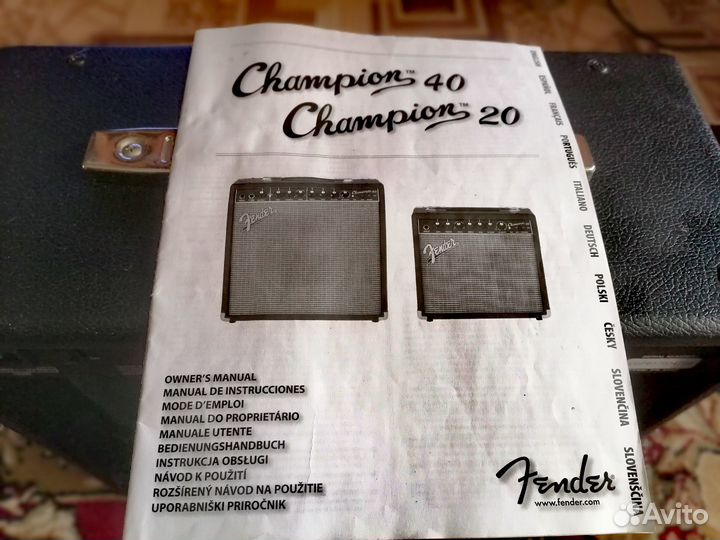 Champion™ 40
Champion™ 20
Fender
Fender
OWNER'S MANUAL
MANUAL DE INSTRUCCIONES
MODE D'EMPLOI
MANUAL DO PROPRIETÁRIO
MANUALE UTENTE
BEDIENUNGSHANDBUCH
INSTRUKCJA OBSŁUGI
NÁVOD K POUŽITÍ
ROZŠÍRENÝ NÁVOD NA POUŽITIE
UPORABNIŠKI PRIROČNIK
Fender
www.fender.com
ENGLISH
ESPAÑOL
FRANÇAIS
PORTUGUÊS
ITALIANO
DEUTSCH
POLSKI
ČESKY
SLOVENČINA
SLOVENŠČINA
Avito